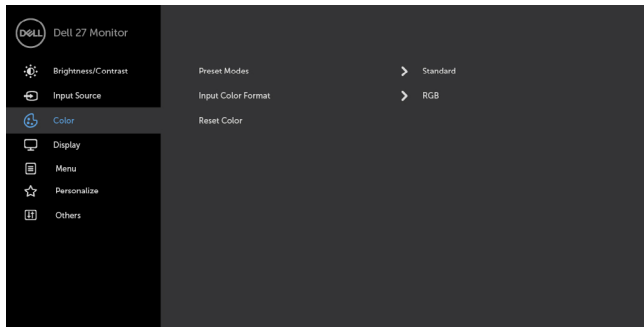 DELL Dell 27 Monitor
Brightness/Contrast Preset Modes Standard
Input Source Input Color Format RGB
Color Reset Color
Display
Menu
Personalize
Others